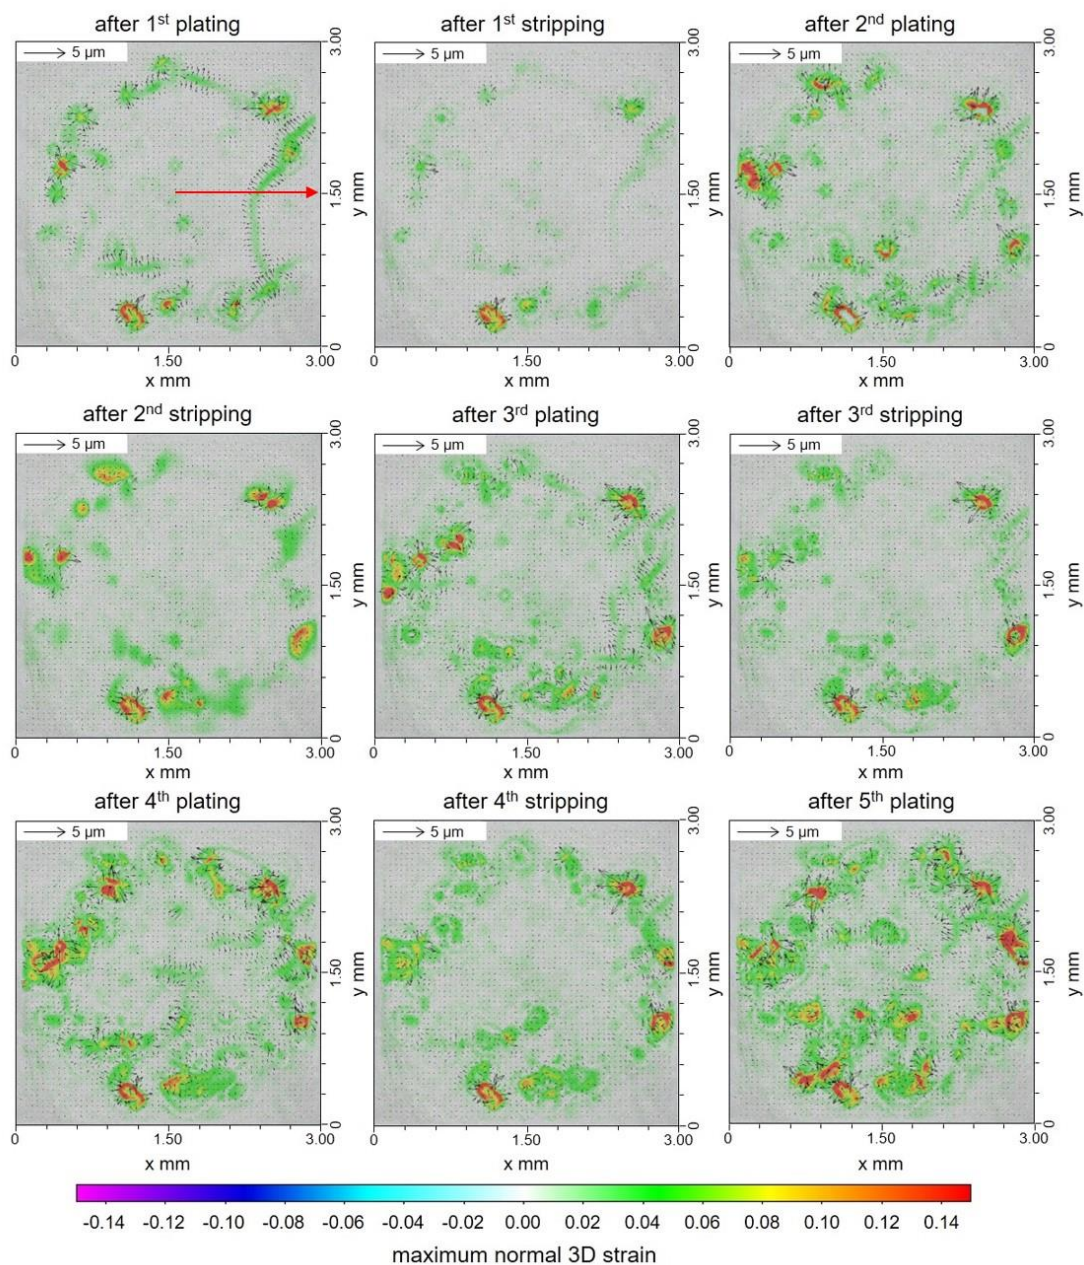 after 1st plating
after 1st stripping
after 2nd plating
5 µm
5 µm
5 µm
3.00
3.00
3.00
1.50
1.50
1.50
y mm
y mm
y mm
0
0
0
0
1.50
3.00
0
1.50
3.00
0
1.50
3.00
x mm
x mm
x mm
after 2nd stripping
after 3rd plating
after 3rd stripping
5 µm
5 µm
5 µm
3.00
3.00
3.00
1.50
1.50
1.50
y mm
y mm
y mm
0
0
0
0
1.50
3.00
0
1.50
3.00
0
1.50
3.00
x mm
x mm
x mm
after 4th plating
after 4th stripping
after 5th plating
5 µm
5 µm
5 µm
3.00
3.00
3.00
1.50
1.50
1.50
y mm
y mm
y mm
0
0
0
0
1.50
3.00
0
1.50
3.00
0
1.50
3.00
x mm
x mm
x mm
-0.14 -0.12 -0.10 -0.08 -0.06 -0.04 -0.02 0.00 0.02 0.04 0.06 0.08 0.10 0.12 0.14
maximum normal 3D strain